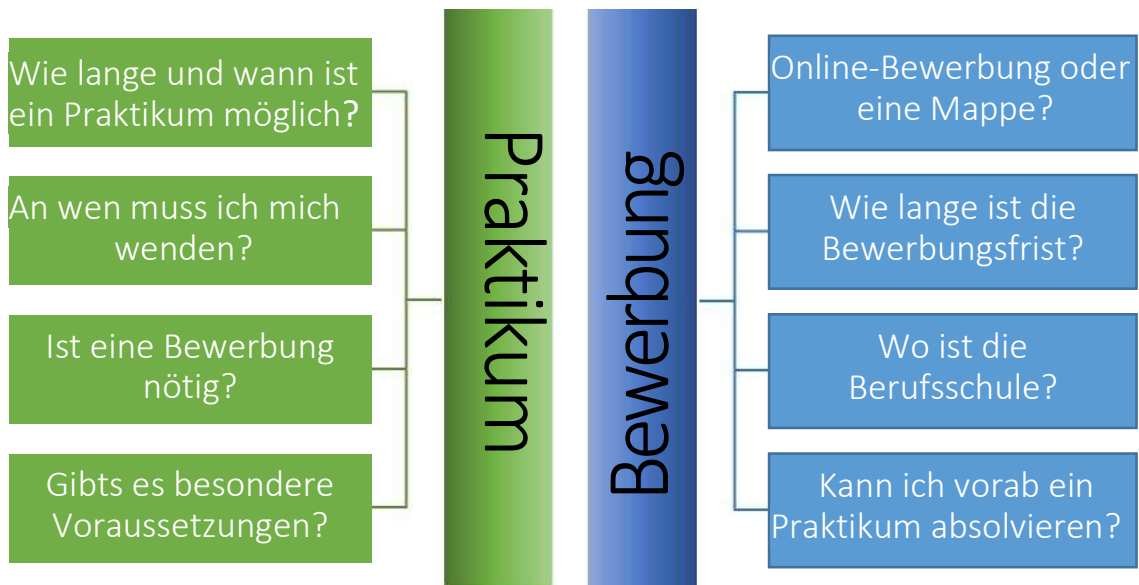 Wie lange und wann ist
ein Praktikum möglich?
An wen muss ich mich
wenden?
Ist eine Bewerbung
nötig?
Gibts es besondere
Voraussetzungen?
Praktikum
Bewerbung
Online-Bewerbung oder
eine Mappe?
Wie lange ist die
Bewerbungsfrist?
Wo ist die
Berufsschule?
Kann ich vorab ein
Praktikum absolvieren?